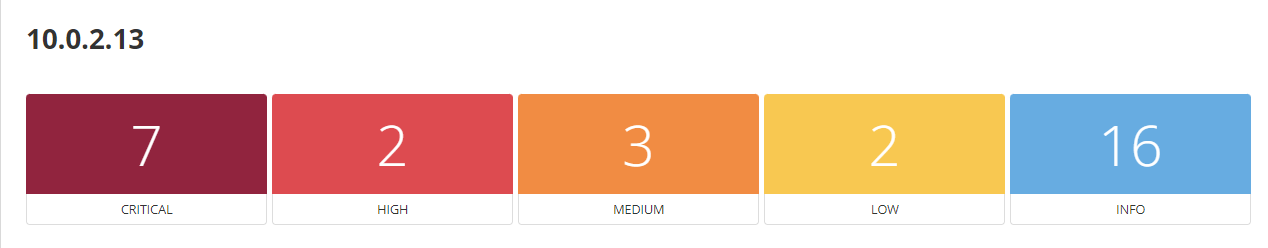 10.0.2.13
7 2 3 2 16
CRITICAL HIGH MEDIUM LOW INFO